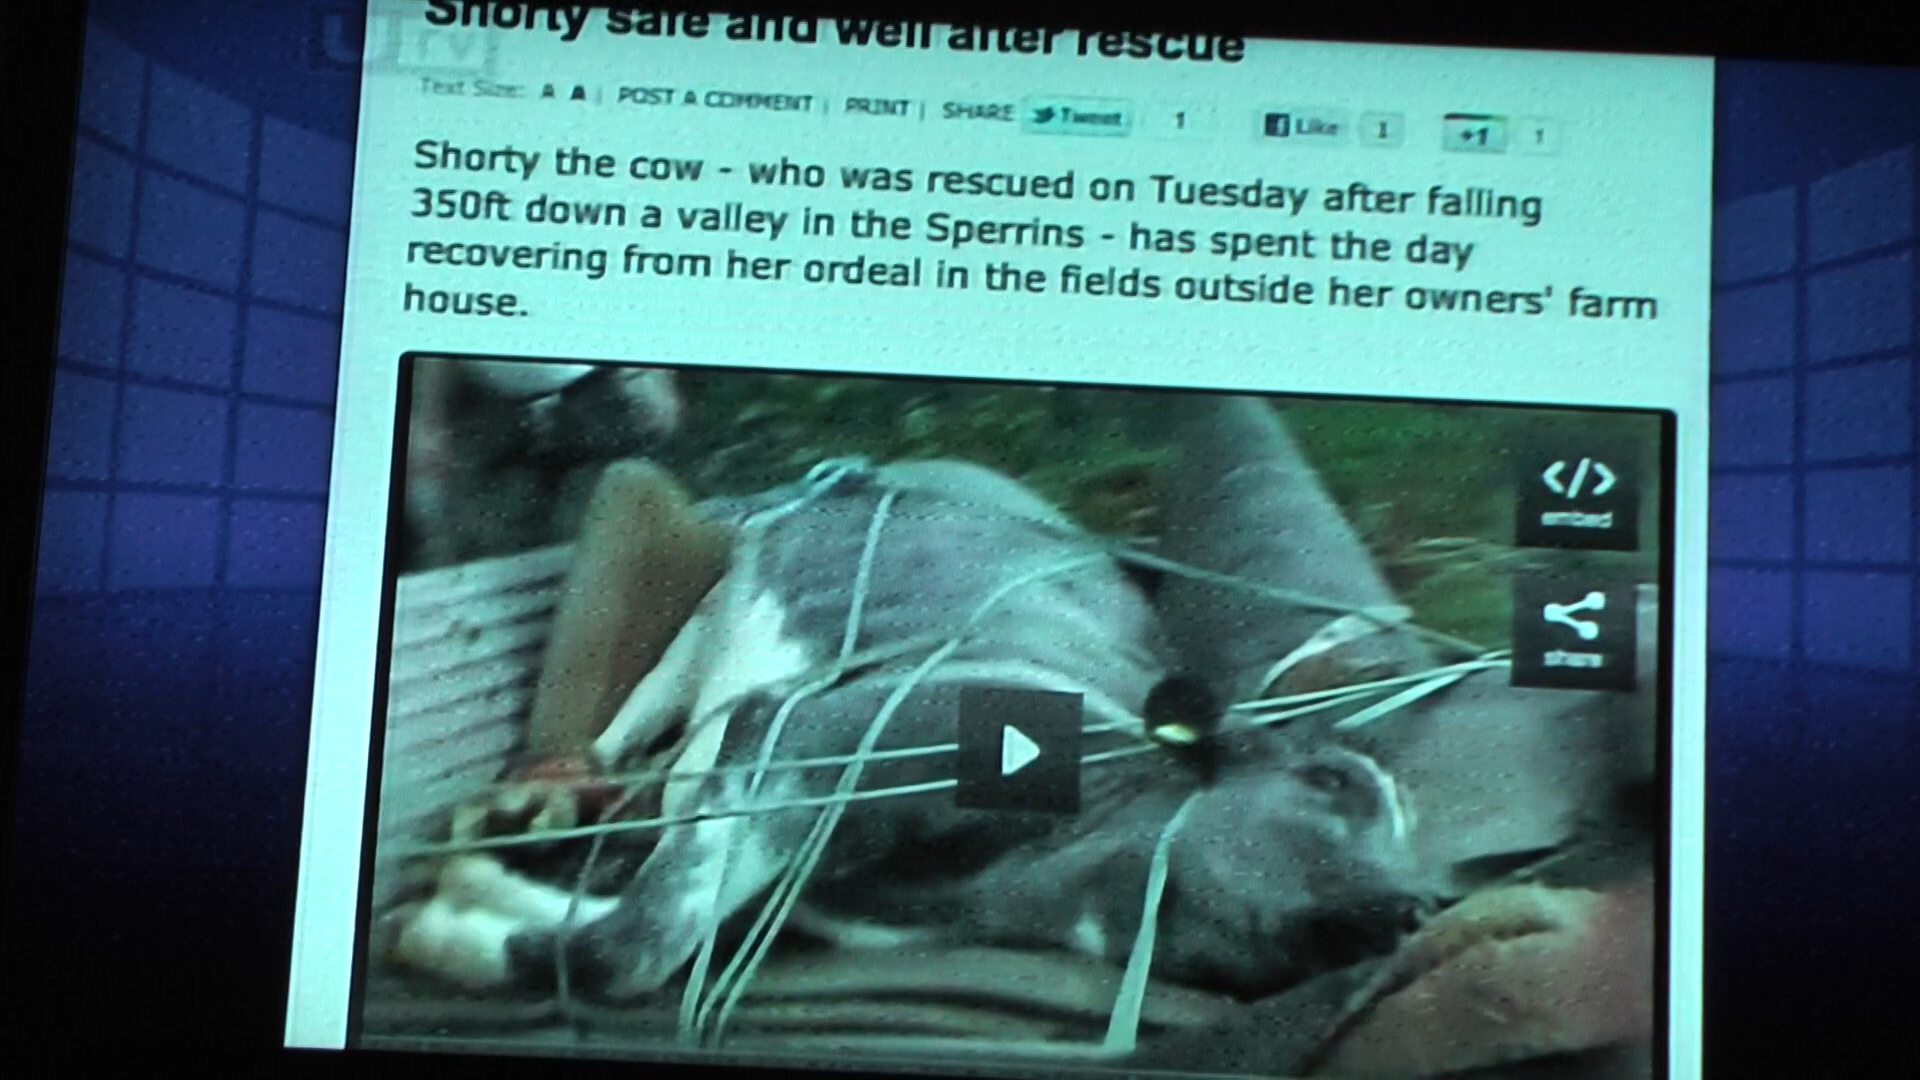 Shorty safe and well after rescue
Text Size: A A | POST A COMMENT | PRINT | SHARE Tweet 1 Like 1 +1 1
Shorty the cow - who was rescued on Tuesday after falling
350ft down a valley in the Sperrins - has spent the day
recovering from her ordeal in the fields outside her owners' farm
house.
</>
embed
share